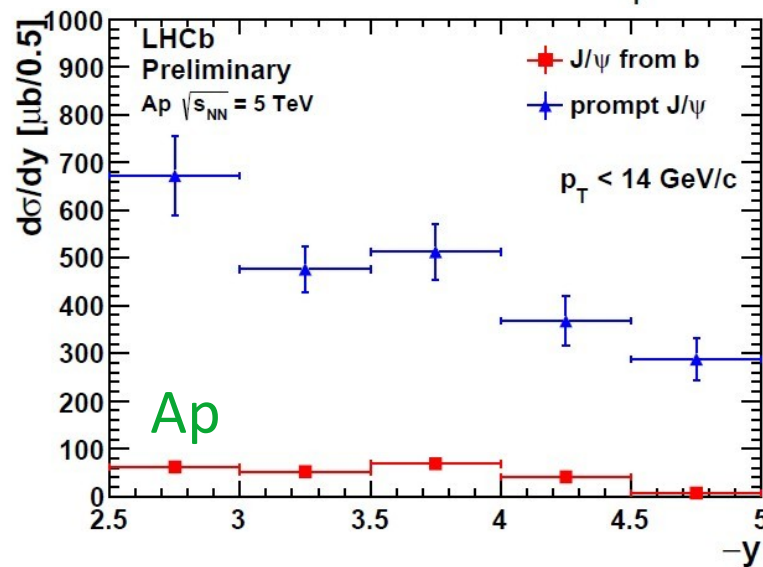 dσ/dy [μb/0.5]
1000
900
800
700
600
500
400
300
200
100
0
LHCb
Preliminary
Ap √sNN = 5 TeV
J/ψ from b
prompt J/ψ
pT < 14 GeV/c
Ap
2.5 3 3.5 4 4.5 5
−y